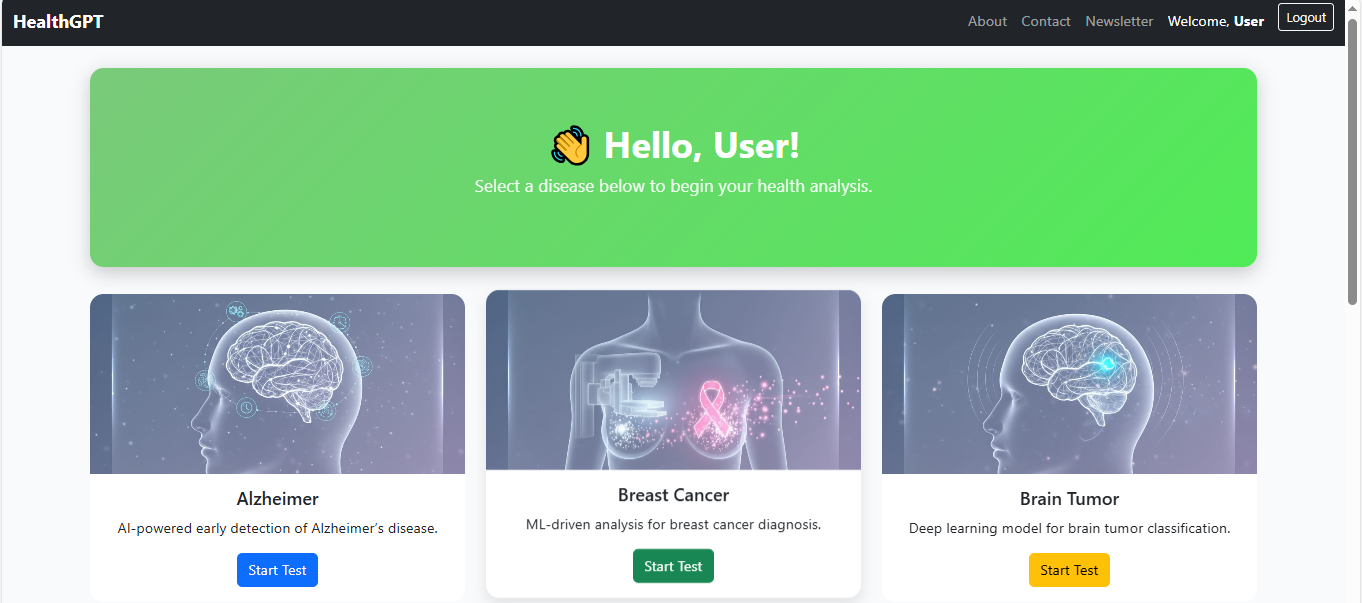 HealthGPT
About Contact Newsletter Welcome, User Logout
👋 Hello, User!
Select a disease below to begin your health analysis.
Alzheimer
AI-powered early detection of Alzheimer’s disease.
Start Test
Breast Cancer
ML-driven analysis for breast cancer diagnosis.
Start Test
Brain Tumor
Deep learning model for brain tumor classification.
Start Test